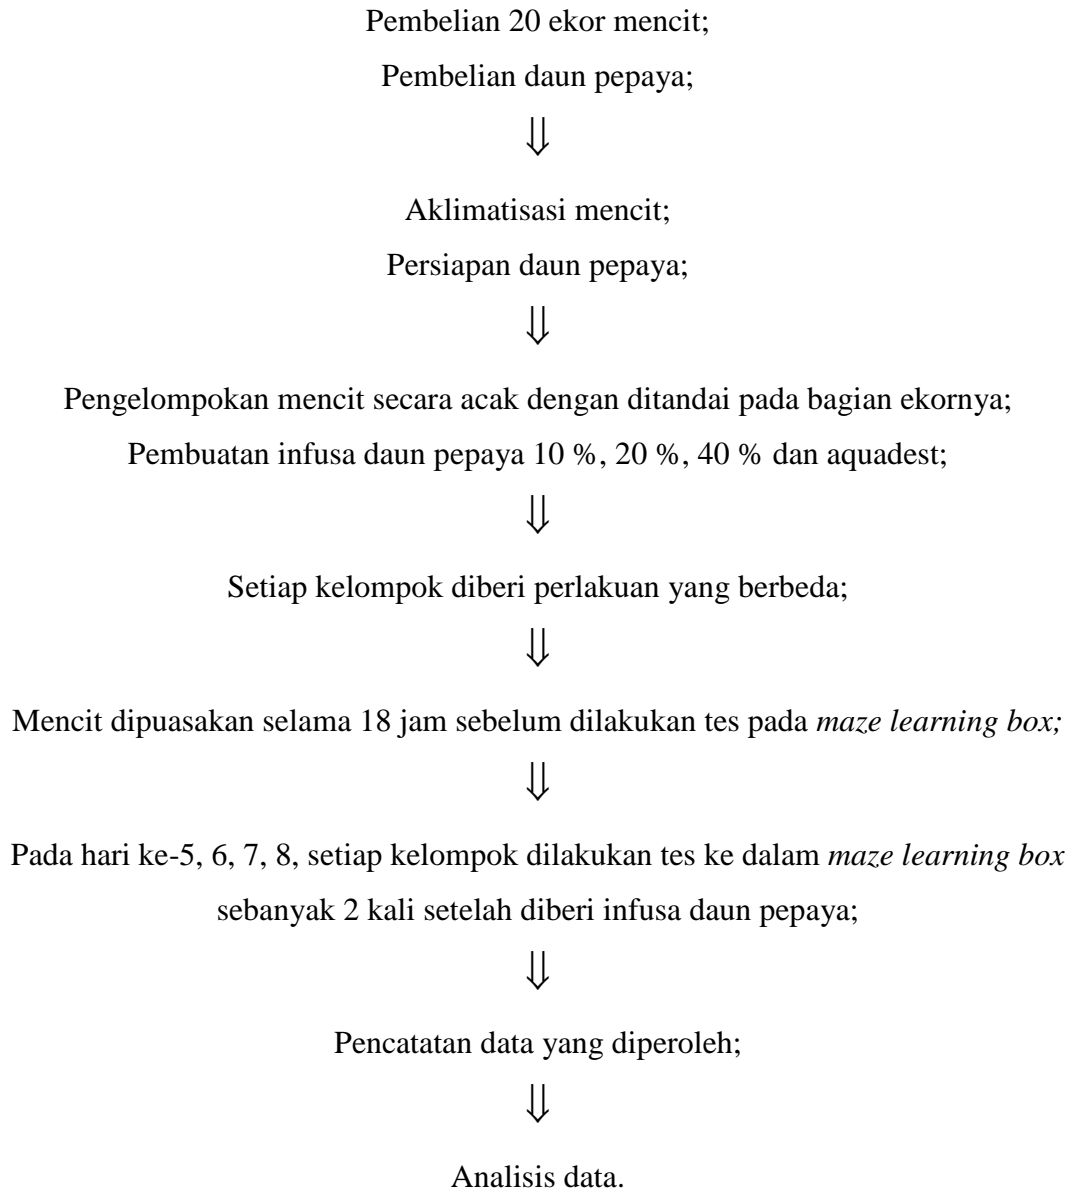 Pembelian 20 ekor mencit;
Pembelian daun pepaya;
⇓
Aklimatisasi mencit;
Persiapan daun pepaya;
⇓
Pengelompokan mencit secara acak dengan ditandai pada bagian ekornya;
Pembuatan infusa daun pepaya 10 %, 20 %, 40 % dan aquadest;
⇓
Setiap kelompok diberi perlakuan yang berbeda;
⇓
Mencit dipuasakan selama 18 jam sebelum dilakukan tes pada maze learning box;
⇓
Pada hari ke-5, 6, 7, 8, setiap kelompok dilakukan tes ke dalam maze learning box
sebanyak 2 kali setelah diberi infusa daun pepaya;
⇓
Pencatatan data yang diperoleh;
⇓
Analisis data.